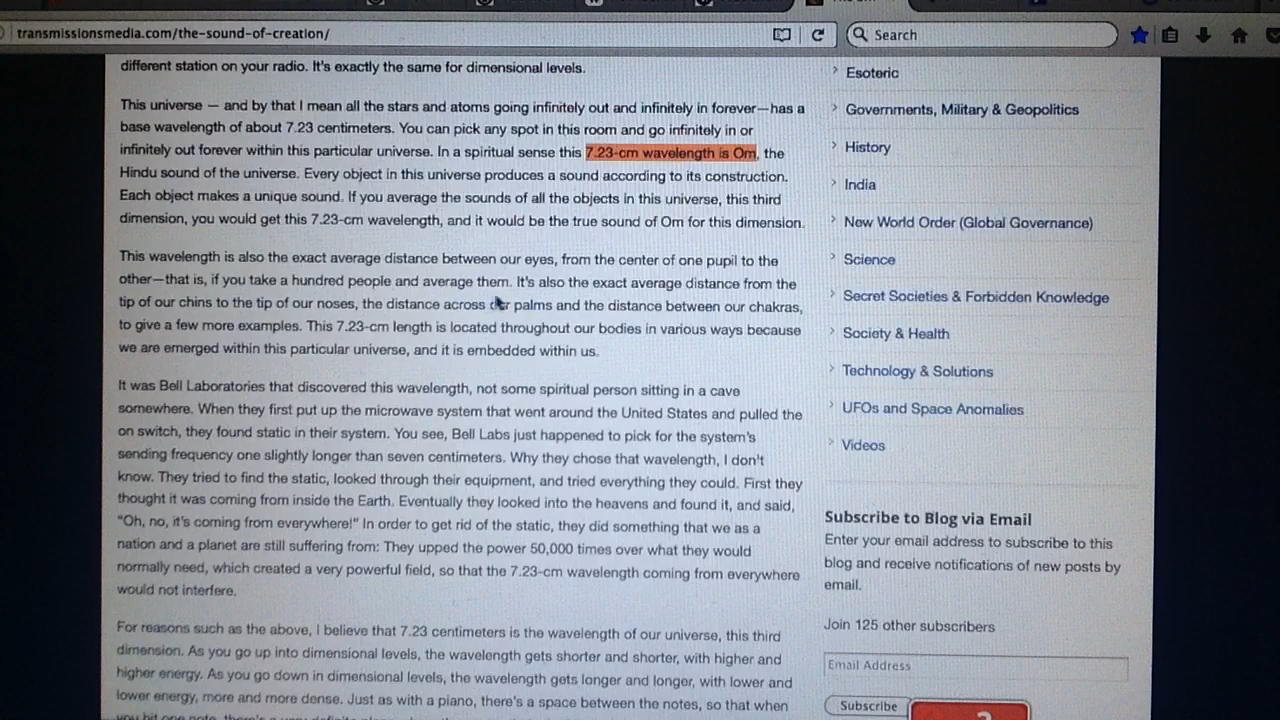 transmissionsmedia.com/the-sound-of-creation/
Search
different station on your radio. It's exactly the same for dimensional levels.
This universe — and by that I mean all the stars and atoms going infinitely out and infinitely in forever—has a
base wavelength of about 7.23 centimeters. You can pick any spot in this room and go infinitely in or
infinitely out forever within this particular universe. In a spiritual sense this 7.23-cm wavelength is Om, the
Hindu sound of the universe. Every object in this universe produces a sound according to its construction.
Each object makes a unique sound. If you average the sounds of all the objects in this universe, this third
dimension, you would get this 7.23-cm wavelength, and it would be the true sound of Om for this dimension.
This wavelength is also the exact average distance between our eyes, from the center of one pupil to the
other—that is, if you take a hundred people and average them. It's also the exact average distance from the
tip of our chins to the tip of our noses, the distance across our palms and the distance between our chakras,
to give a few more examples. This 7.23-cm length is located throughout our bodies in various ways because
we are emerged within this particular universe, and it is embedded within us.
It was Bell Laboratories that discovered this wavelength, not some spiritual person sitting in a cave
somewhere. When they first put up the microwave system that went around the United States and pulled the
on switch, they found static in their system. You see, Bell Labs just happened to pick for the system's
sending frequency one slightly longer than seven centimeters. Why they chose that wavelength, I don't
know. They tried to find the static, looked through their equipment, and tried everything they could. First they
thought it was coming from inside the Earth. Eventually they looked into the heavens and found it, and said,
"Oh, no, it's coming from everywhere!" In order to get rid of the static, they did something that we as a
nation and a planet are still suffering from: They upped the power 50,000 times over what they would
normally need, which created a very powerful field, so that the 7.23-cm wavelength coming from everywhere
would not interfere.
For reasons such as the above, I believe that 7.23 centimeters is the wavelength of our universe, this third
dimension. As you go up into dimensional levels, the wavelength gets shorter and shorter, with higher and
higher energy. As you go down in dimensional levels, the wavelength gets longer and longer, with lower and
lower energy, more and more dense. Just as with a piano, there's a space between the notes, so that when
you hit one note, there's a very definite
Esoteric
Governments, Military & Geopolitics
History
India
New World Order (Global Governance)
Science
Secret Societies & Forbidden Knowledge
Society & Health
Technology & Solutions
UFOs and Space Anomalies
Videos
Subscribe to Blog via Email
Enter your email address to subscribe to this
blog and receive notifications of new posts by
email.
Join 125 other subscribers
Email Address
Subscribe